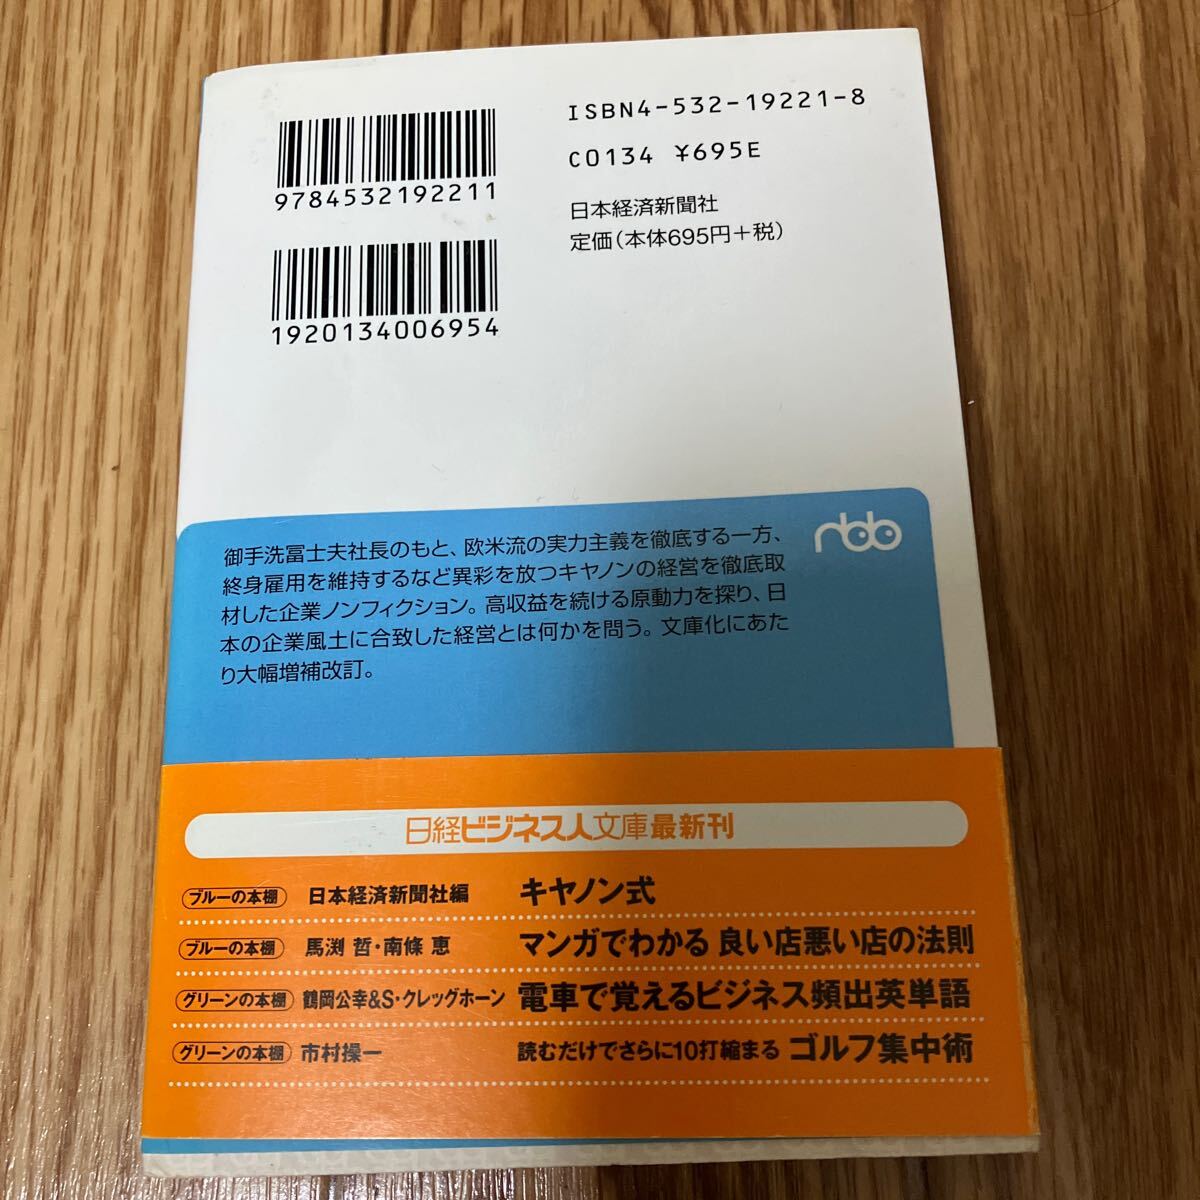 9784532192211
1920134006954
ISBN4-532-19221-8
C0134 ¥695E
日本経済新聞社
定価(本体695円+税)
nbb
御手洗冨士夫社長のもと、欧米流の実力主義を徹底する一方、
終身雇用を維持するなど異彩を放つキヤノンの経営を徹底取
材した企業ノンフィクション。高収益を続ける原動力を探り、日
本の企業風土に合致した経営とは何かを問う。文庫化にあた
り大幅増補改訂。
日経ビジネス人文庫最新刊
ブルーの本棚 日本経済新聞社編 キヤノン式
ブルーの本棚 馬渕 哲・南條 恵 マンガでわかる 良い店悪い店の法則
グリーンの本棚 鶴岡公幸&S・クレッグホーン 電車で覚えるビジネス頻出英単語
グリーンの本棚 市村操一 読むだけでさらに10打縮まる ゴルフ集中術